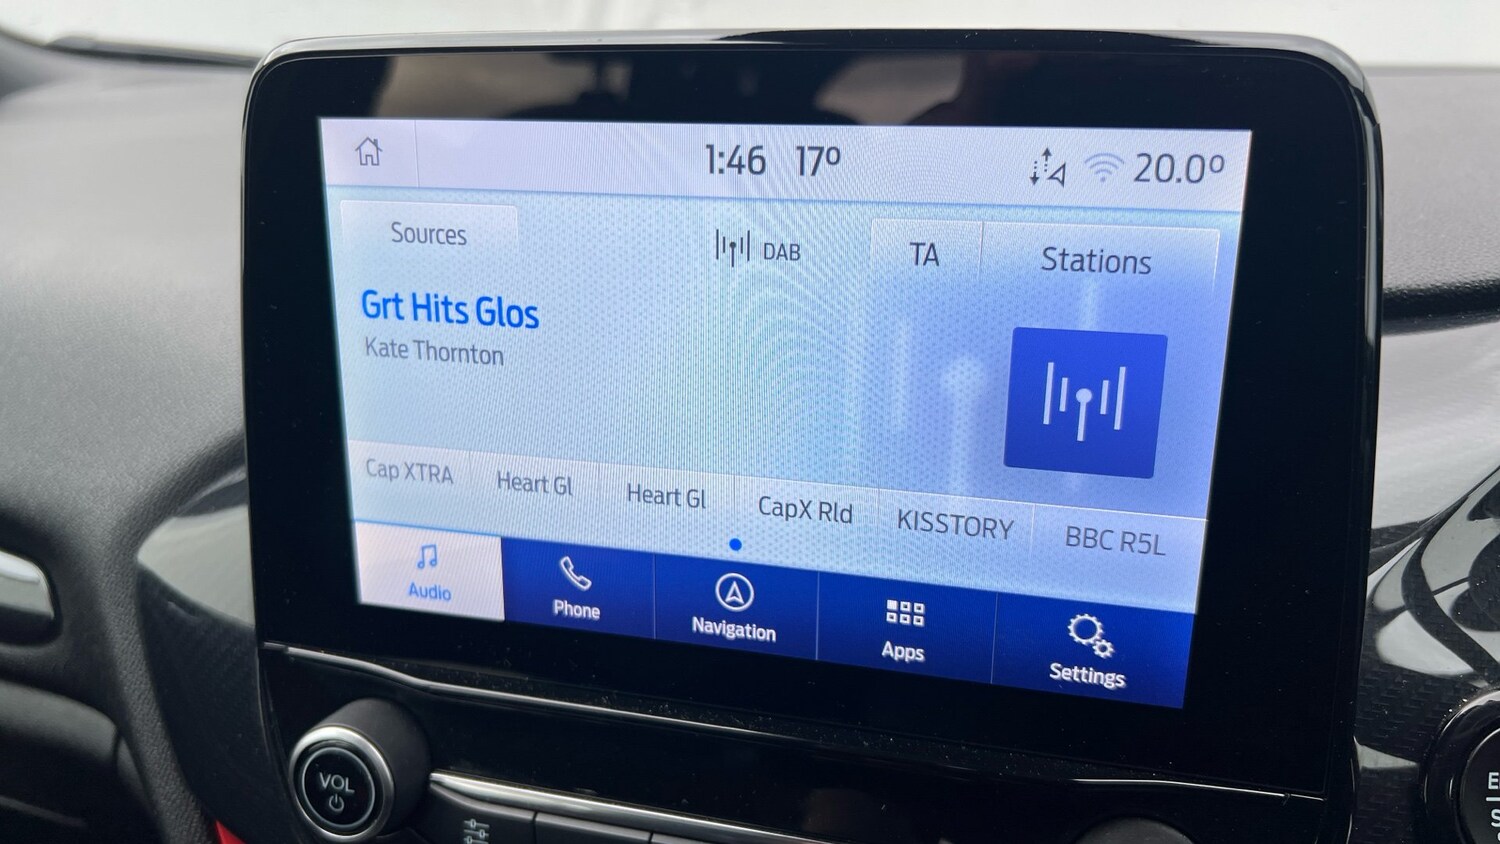 1:46 17º 20.0º
Sources DAB TA Stations
Grt Hits Glos
Kate Thornton
Cap XTRA Heart Gl Heart Gl CapX Rld KISSTORY BBC R5L
Audio Phone Navigation Apps Settings
VOL